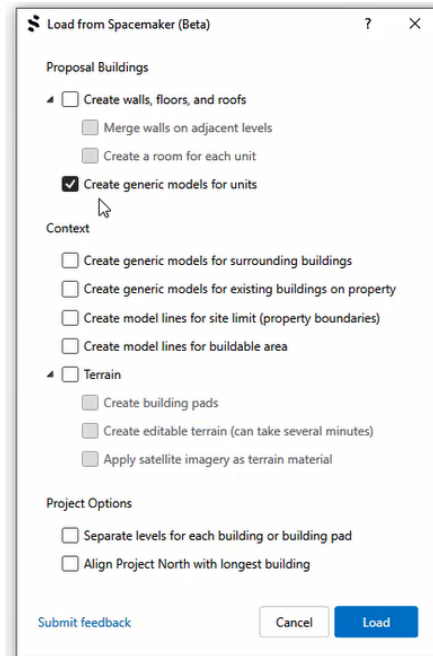 Load from Spacemaker (Beta) ?
Proposal Buildings
Create walls, floors, and roofs
Merge walls on adjacent levels
Create a room for each unit
Create generic models for units
Context
Create generic models for surrounding buildings
Create generic models for existing buildings on property
Create model lines for site limit (property boundaries)
Create model lines for buildable area
Terrain
Create building pads
Create editable terrain (can take several minutes)
Apply satellite imagery as terrain material
Project Options
Separate levels for each building or building pad
Align Project North with longest building
Submit feedback Cancel Load